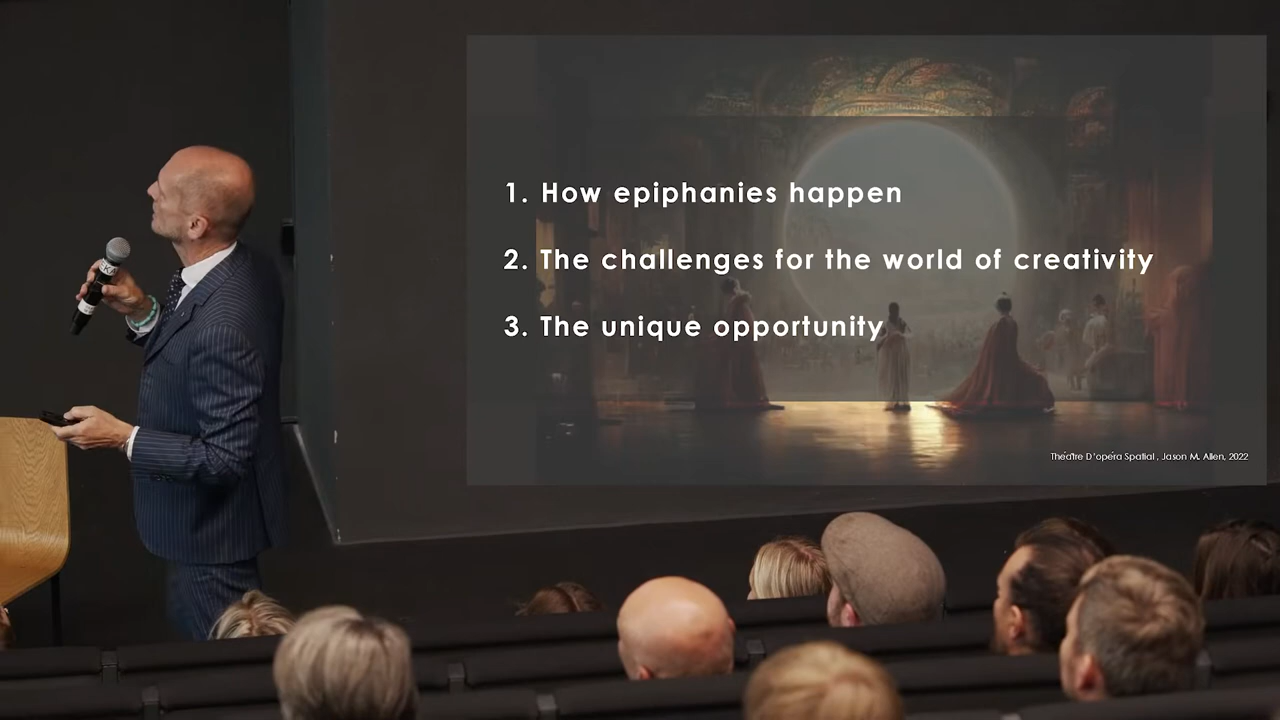 1. How epiphanies happen
2. The challenges for the world of creativity
3. The unique opportunity
Théâtre D'opéra Spatial , Jason M. Allen, 2022